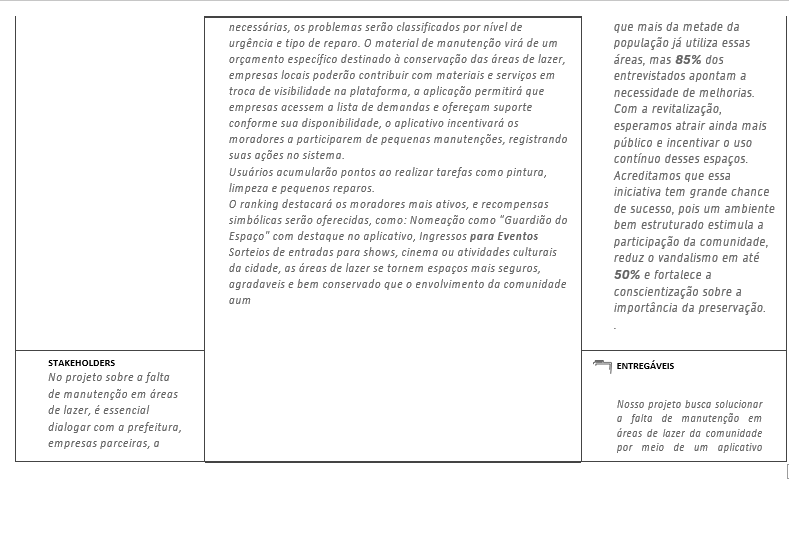 necessárias, os problemas serão classificados por nível de
urgência e tipo de reparo. O material de manutenção virá de um
orçamento específico destinado à conservação das áreas de lazer,
empresas locais poderão contribuir com materiais e serviços em
troca de visibilidade na plataforma, a aplicação permitirá que
empresas acessem a lista de demandas e ofereçam suporte
conforme sua disponibilidade, o aplicativo incentivará os
moradores a participarem de pequenas manutenções, registrando
suas ações no sistema.
Usuários acumularão pontos ao realizar tarefas como pintura,
limpeza e pequenos reparos.
O ranking destacará os moradores mais ativos, e recompensas
simbólicas serão oferecidas, como: Nomeação como "Guardião do
Espaço" com destaque no aplicativo, Ingressos para Eventos
Sorteios de entradas para shows, cinema ou atividades culturais
da cidade, as áreas de lazer se tornem espaços mais seguros,
agradaveis e bem conservado que o envolvimento da comunidade
aum
que mais da metade da
população já utiliza essas
áreas, mas 85% dos
entrevistados apontam a
necessidade de melhorias.
Com a revitalização,
esperamos atrair ainda mais
público e incentivar o uso
contínuo desses espaços.
Acreditamos que essa
iniciativa tem grande chance
de sucesso, pois um ambiente
bem estruturado estimula a
participação da comunidade,
reduz o vandalismo em até
50% e fortalece a
conscientização sobre a
importância da preservação.
.
STAKEHOLDERS
No projeto sobre a falta
de manutenção em áreas
de lazer, é essencial
dialogar com a prefeitura,
empresas parceiras, a
ENTREGÁVEIS
Nosso projeto busca solucionar
a falta de manutenção em
áreas de lazer da comunidade
por meio de um aplicativo